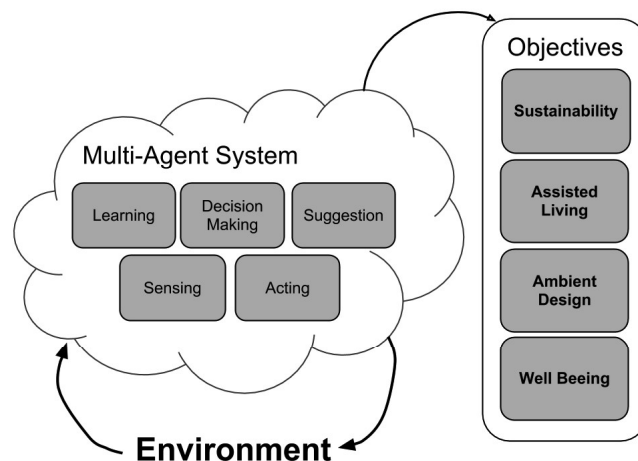 Objectives
Sustainability
Assisted
Living
Ambient
Design
Well Beeing
Multi-Agent System
Learning
Decision
Making
Suggestion
Sensing
Acting
Environment